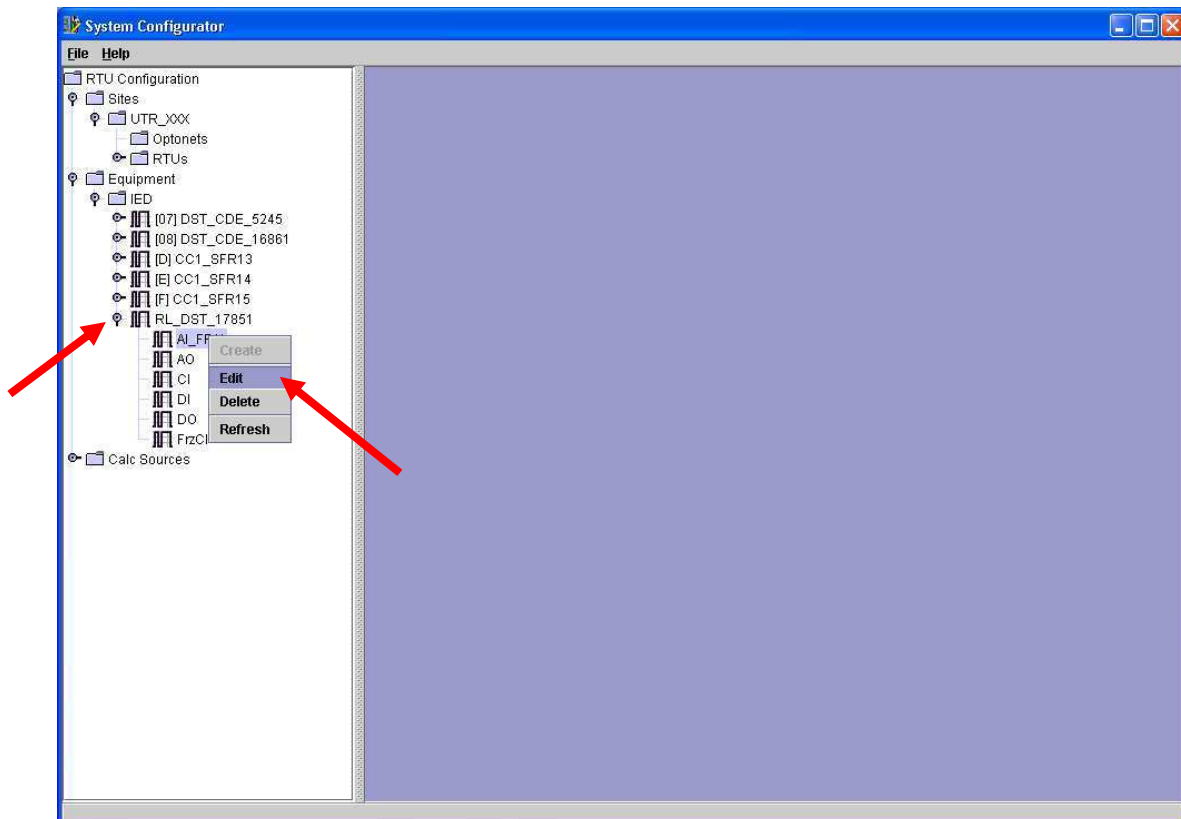 System Configurator
File Help
RTU Configuration
Sites
UTR_XXX
Optonets
RTUs
Equipment
IED
[07] DST_CDE_5245
[08] DST_CDE_16861
[D] CC1_SFR13
[E] CC1_SFR14
[F] CC1_SFR15
RL_DST_17851
Create
AO
CI
Edit
DI
Delete
DO
Refresh
FrzCI
Calc Sources